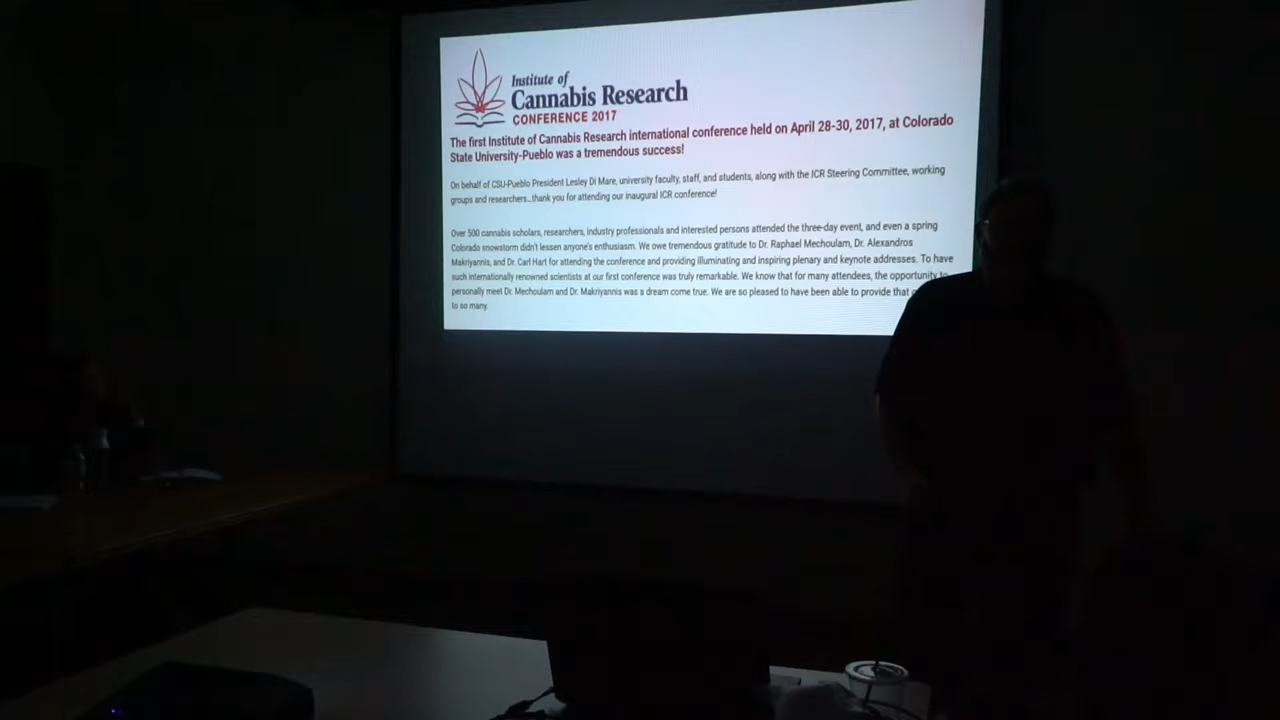 Institute of
Cannabis Research
CONFERENCE 2017
The first Institute of Cannabis Research international conference held on April 28-30, 2017, at Colorado
State University-Pueblo was a tremendous success!
On behalf of CSU-Pueblo President Lesley Di Mare, university faculty, staff, and students, along with the ICR Steering Committee, working
groups and researchers...thank you for attending our inaugural ICR conference!
Over 500 cannabis scholars, researchers, industry professionals and interested persons attended the three-day event, and even a spring
Colorado snowstorm didn't lessen anyone's enthusiasm. We owe tremendous gratitude to Dr. Raphael Mechoulam, Dr. Alexandros
Makriyannis, and Dr. Carl Hart for attending the conference and providing illuminating and inspiring plenary and keynote addresses. To have
such internationally renowned scientists at our first conference was truly remarkable. We know that for many attendees, the opportunity to
personally meet Dr. Mechoulam and Dr. Makriyannis was a dream come true. We are so pleased to have been able to provide that
to so many.